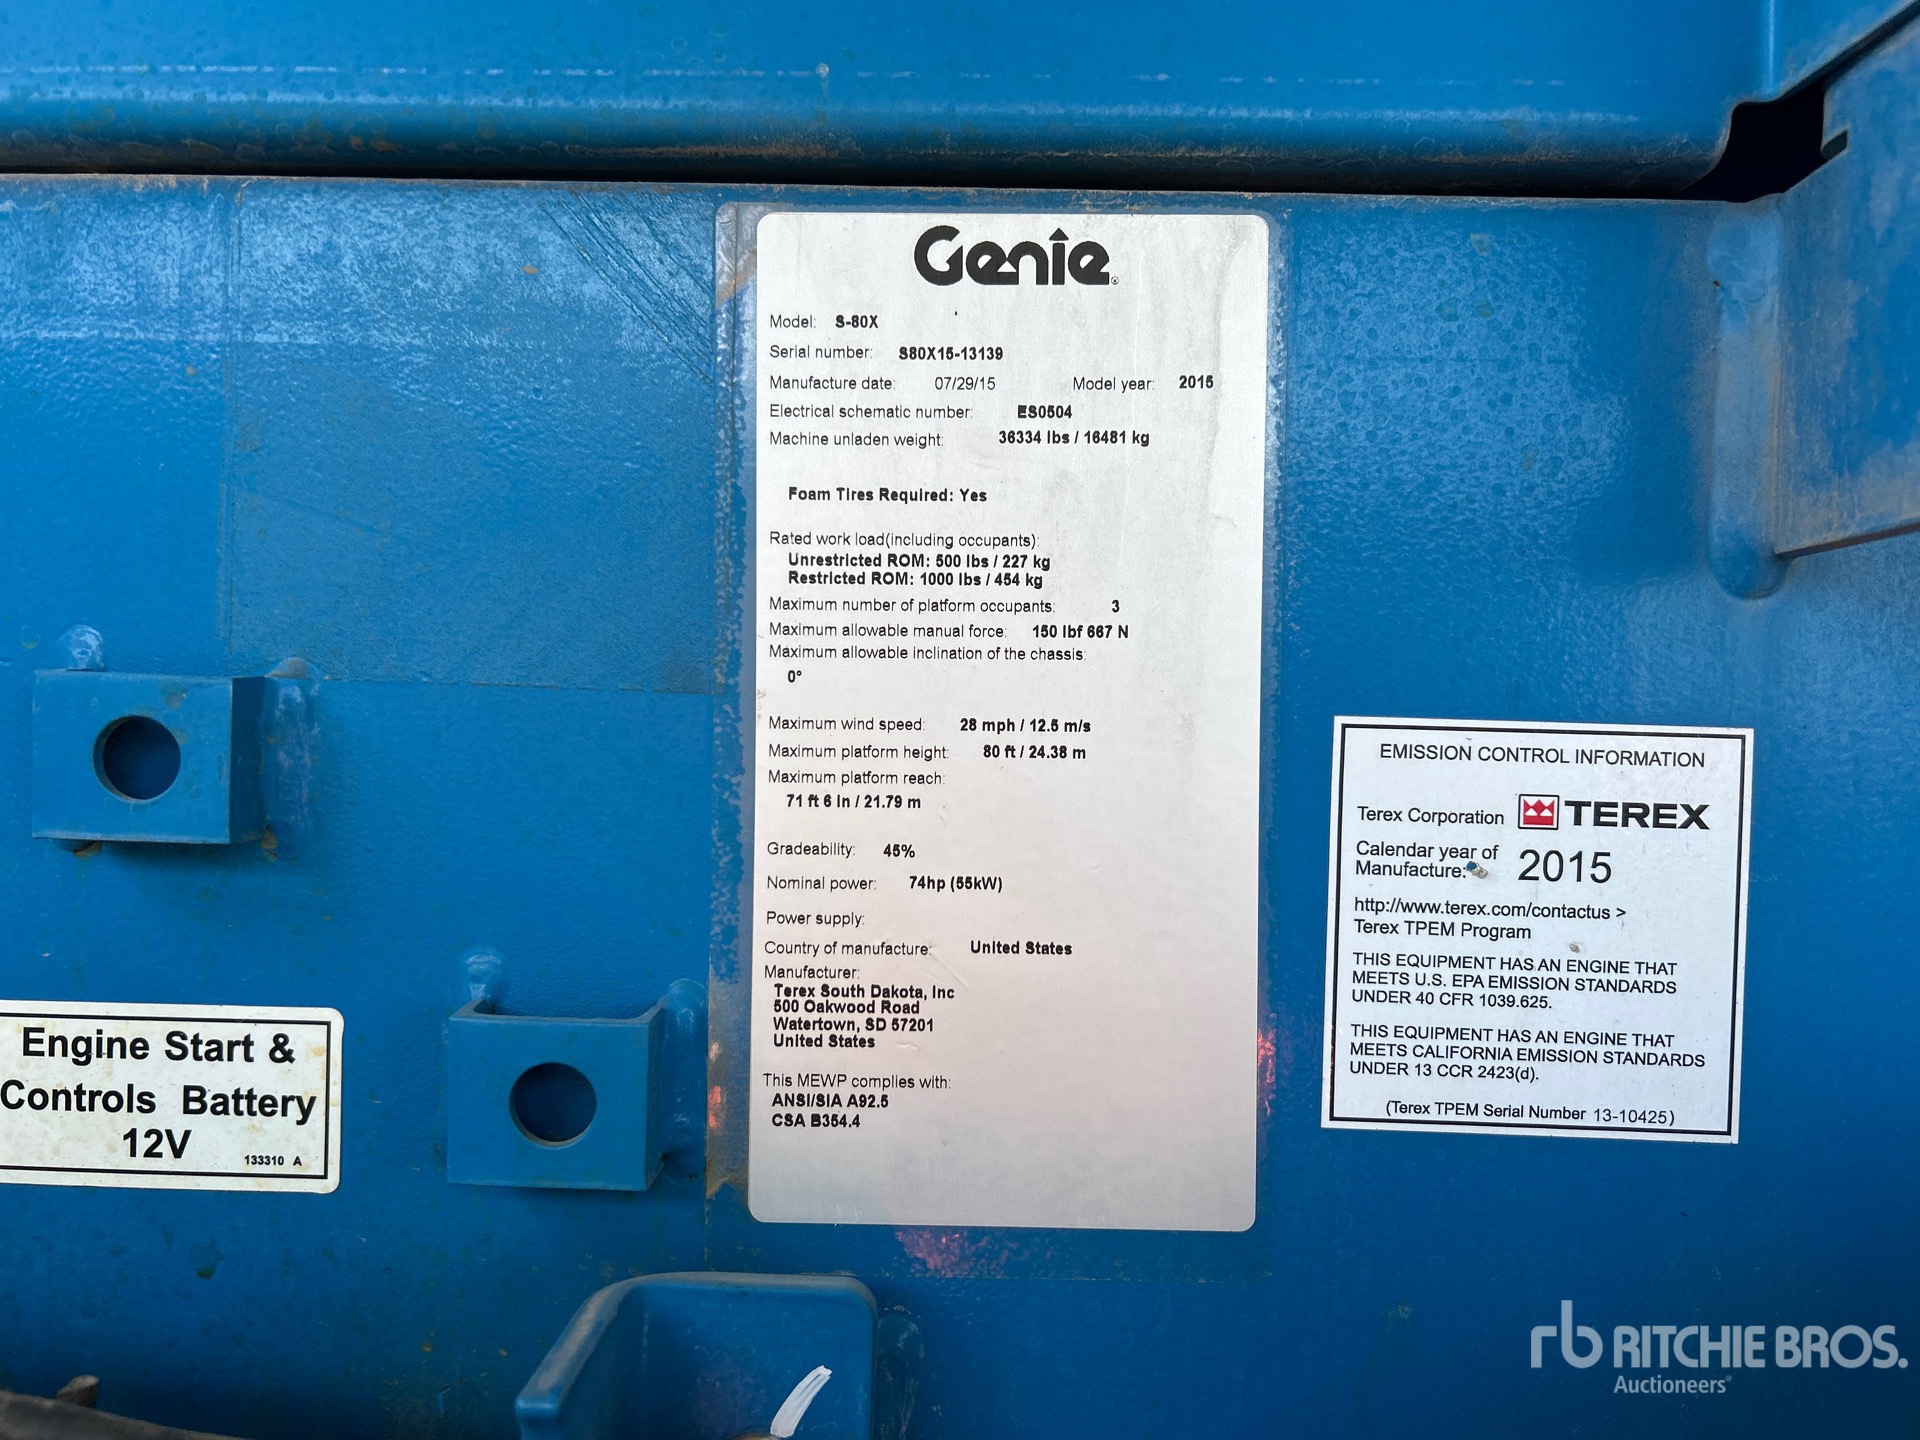 Genie
Model: S-80X
Serial number: S80X15-13139
Manufacture date: 07/29/15 Model year: 2015
Electrical schematic number: ES0504
Machine unladen weight: 36334 lbs / 16481 kg
Foam Tires Required: Yes
Rated work load(including occupants):
Unrestricted ROM: 500 lbs / 227 kg
Restricted ROM: 1000 lbs / 454 kg
Maximum number of platform occupants: 3
Maximum allowable manual force: 150 lbf 667 N
Maximum allowable inclination of the chassis:
0°
Maximum wind speed: 28 mph / 12.5 m/s
Maximum platform height: 80 ft / 24.38 m
Maximum platform reach:
71 ft 6 in / 21.79 m
Gradeability: 45%
Nominal power: 74hp (55kW)
Power supply:
Country of manufacture: United States
Manufacturer:
Terex South Dakota, Inc
500 Oakwood Road
Watertown, SD 57201
United States
This MEWP complies with:
ANSI/SIA A92.5
CSA B354.4
Engine Start &
Controls Battery
12V
133310 A
EMISSION CONTROL INFORMATION
Terex Corporation TEREX
Calendar year of
Manufacture: 2015
http://www.terex.com/contactus >
Terex TPEM Program
THIS EQUIPMENT HAS AN ENGINE THAT
MEETS U.S. EPA EMISSION STANDARDS
UNDER 40 CFR 1039.625.
THIS EQUIPMENT HAS AN ENGINE THAT
MEETS CALIFORNIA EMISSION STANDARDS
UNDER 13 CCR 2423(d).
(Terex TPEM Serial Number 13-10425)
rb RITCHIE BROS.
Auctioneers